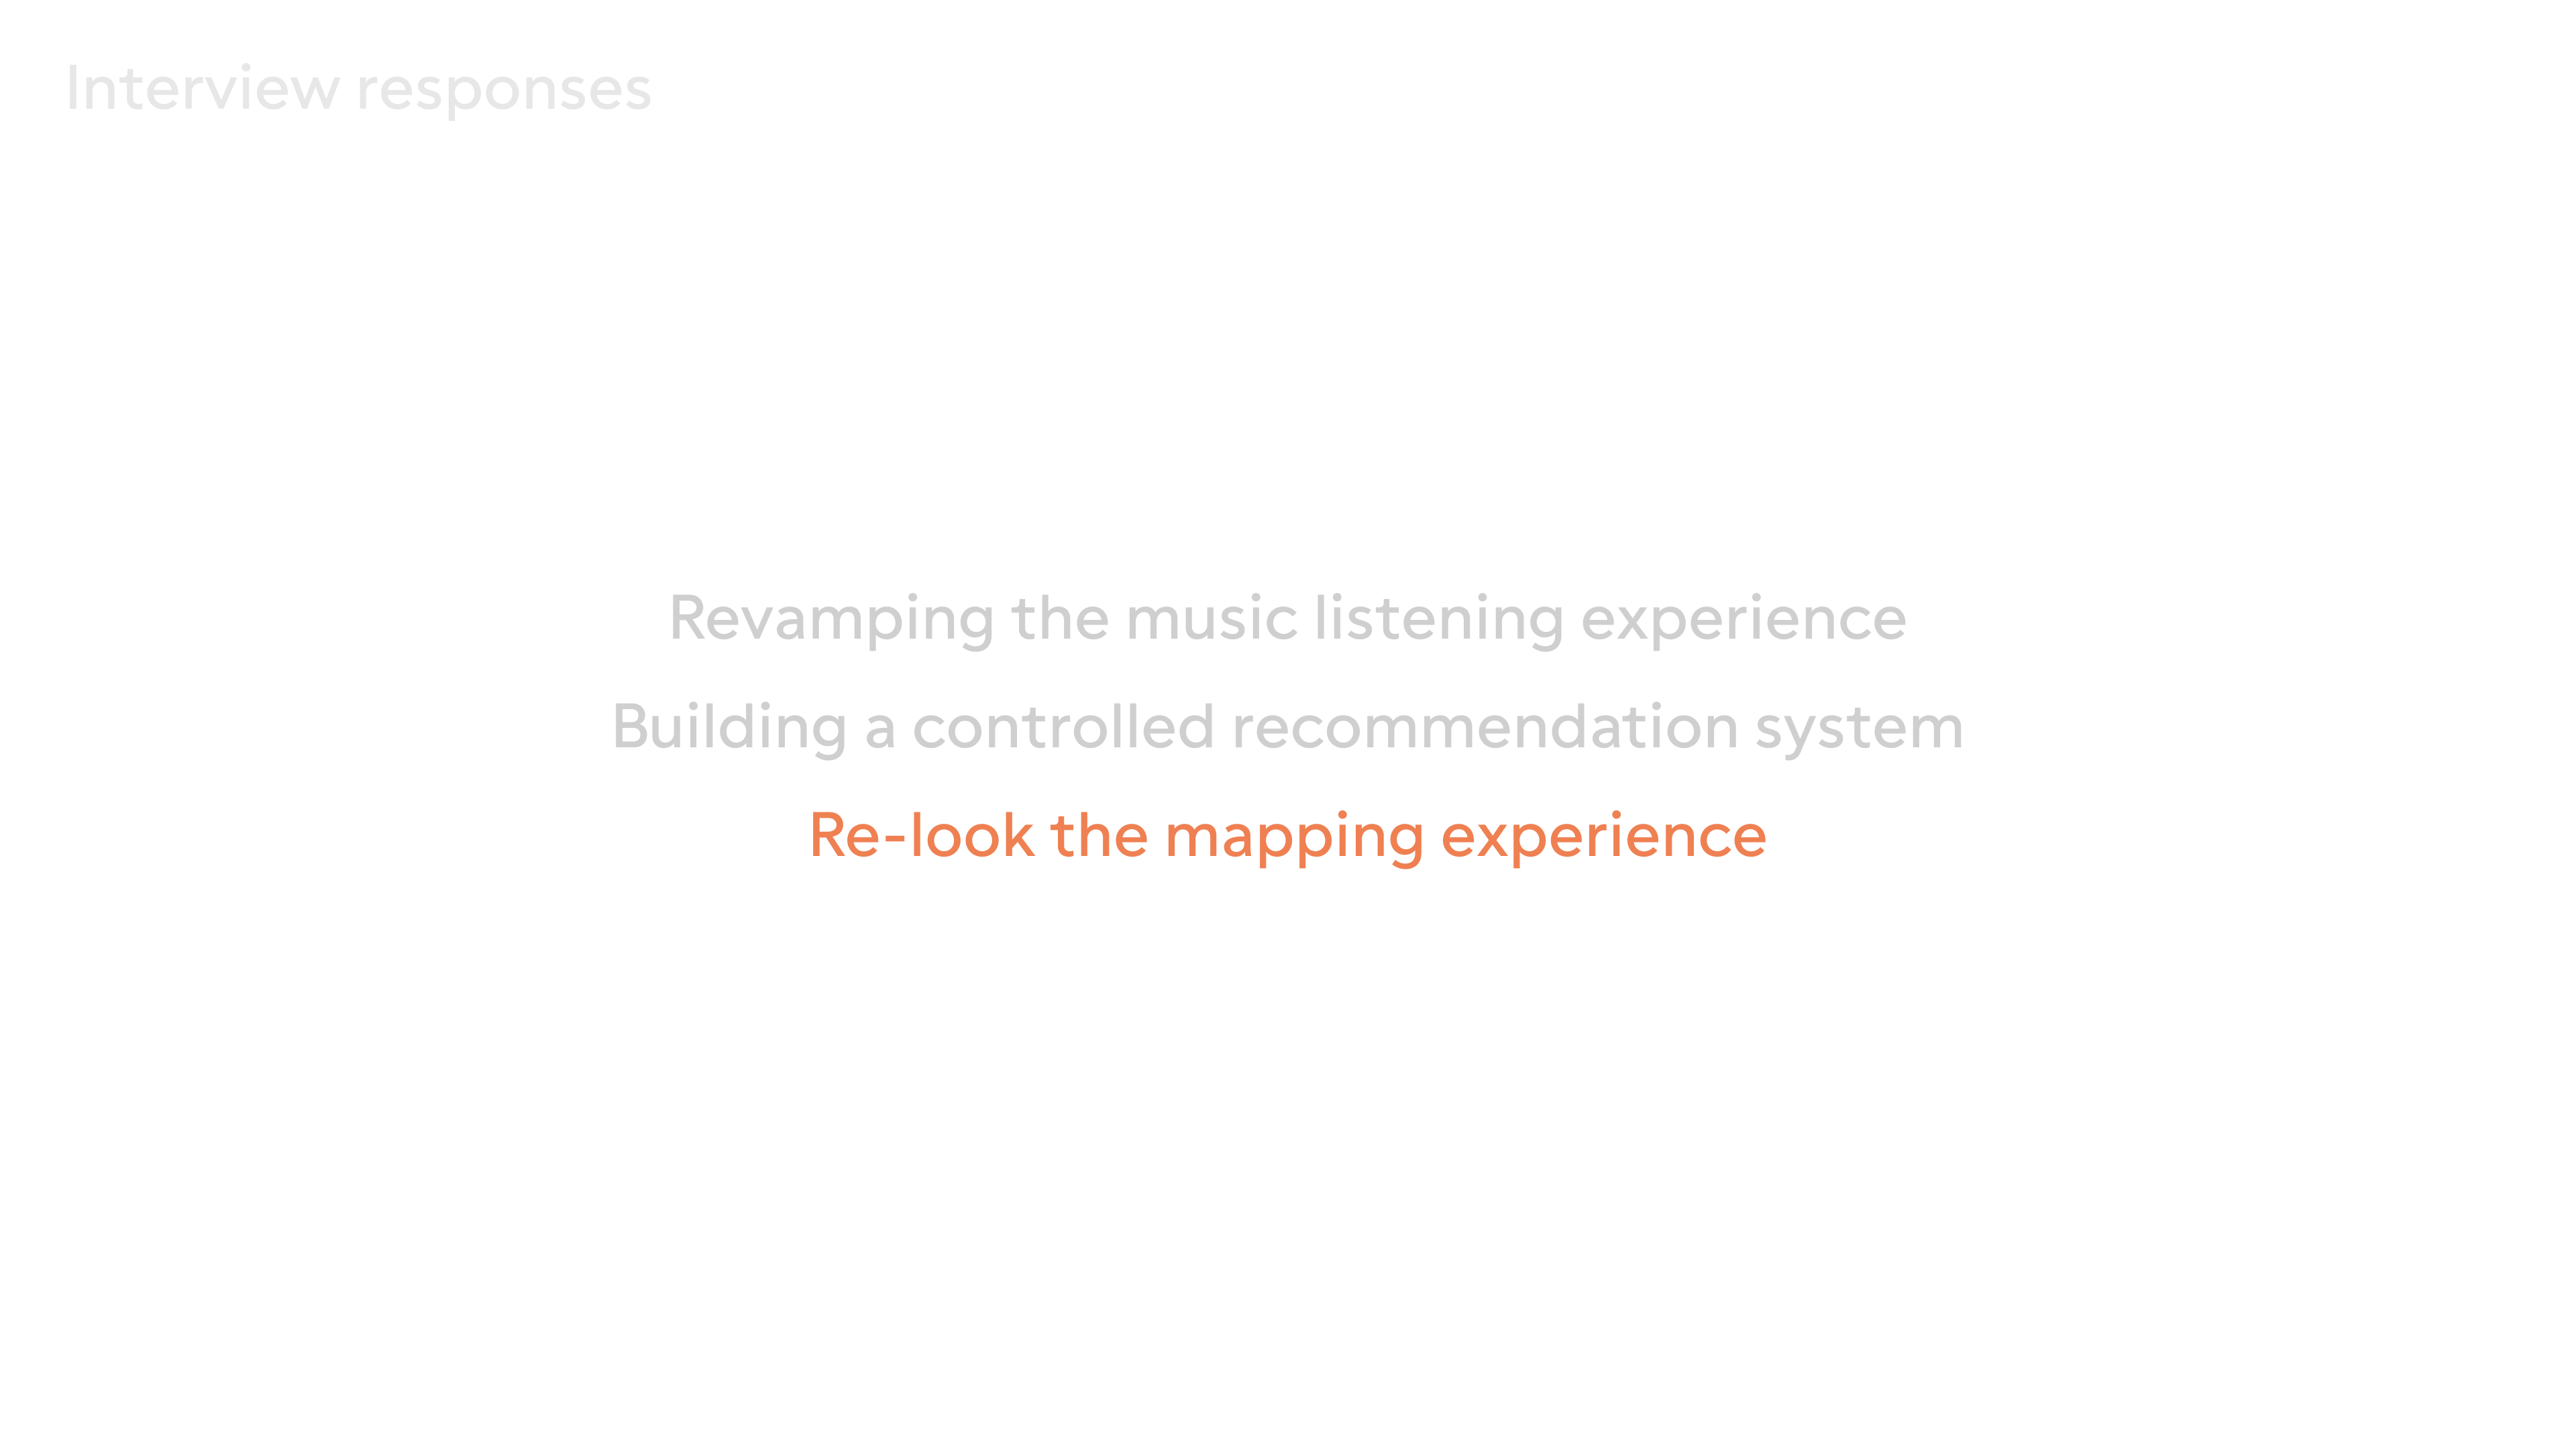 Interview responses
Revamping the music listening experience
Building a controlled recommendation system
Re-look the mapping experience